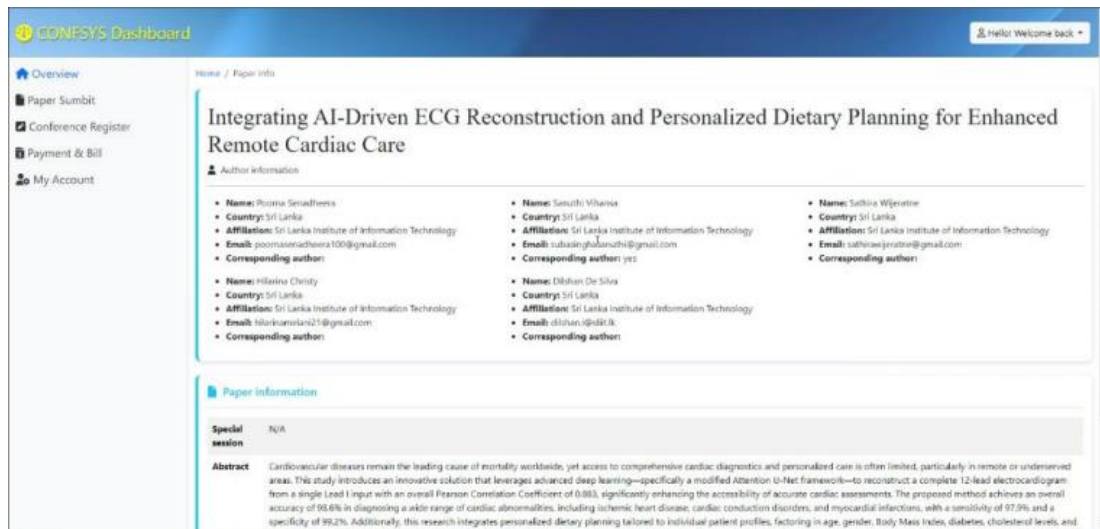 CONFSYS Dashboard
Hello! Welcome back
Overview
Paper Sumbit
Conference Register
Payment & Bill
My Account
Home / Paper info
Integrating AI-Driven ECG Reconstruction and Personalized Dietary Planning for Enhanced
Remote Cardiac Care
Author information
Name: Pooma Senadheera
Country: Sri Lanka
Affiliation: Sri Lanka Institute of Information Technology
Email: poomasenadheera100@gmail.com
Corresponding author:
Name: Sanuthi Vihansa
Country: Sri Lanka
Affiliation: Sri Lanka Institute of Information Technology
Email: subasinghasanuthi@gmail.com
Corresponding author: yes
Name: Sathira Wijeratne
Country: Sri Lanka
Affiliation: Sri Lanka Institute of Information Technology
Email: sathirawijeratne@gmail.com
Corresponding author:
Name: Hilarina Christy
Country: Sri Lanka
Affiliation: Sri Lanka Institute of Information Technology
Email: hilarinamelani21@gmail.com
Corresponding author:
Name: Dilshan De Silva
Country: Sri Lanka
Affiliation: Sri Lanka Institute of Information Technology
Email:
Corresponding author:
Paper information
Special
session
N/A
Abstract
Cardiovascular diseases remain the leading cause of mortality worldwide, yet access to comprehensive cardiac diagnostics and personalized care is often limited, particularly in remote or underserved
areas. This study introduces an innovative solution that leverages advanced deep learning—specifically a modified Attention U-Net framework—to reconstruct a complete 12-lead electrocardiogram
from a single Lead I input with an overall Pearson Correlation Coefficient of 0.883, significantly enhancing the accessibility of accurate cardiac assessments. The proposed method achieves an overall
accuracy of 98.6% in diagnosing a wide range of cardiac abnormalities, including ischemic heart disease, cardiac conduction disorders, and myocardial infarctions, with a sensitivity of 97.9% and a
specificity of 99.2%. Additionally, this research integrates personalized dietary planning tailored to individual patient profiles, factoring in age, gender, Body Mass Index, diabetes, cholesterol levels, and